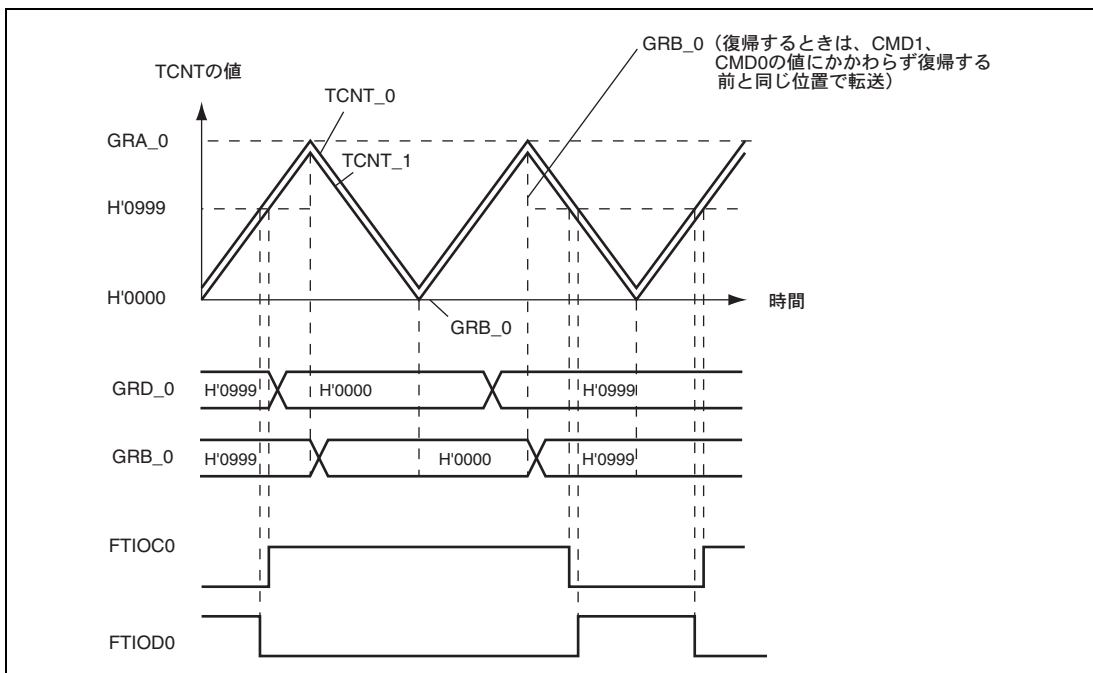 GRB_0（復帰するときは、CMD1、
CMD0の値にかかわらず復帰する
前と同じ位置で転送）
TCNTの値
TCNT_0
GRA_0
TCNT_1
H'0999
H'0000
時間
GRB_0
GRD_0
H'0999
H'0000
H'0999
GRB_0
H'0999
H'0000
H'0999
FTIOC0
FTIOD0